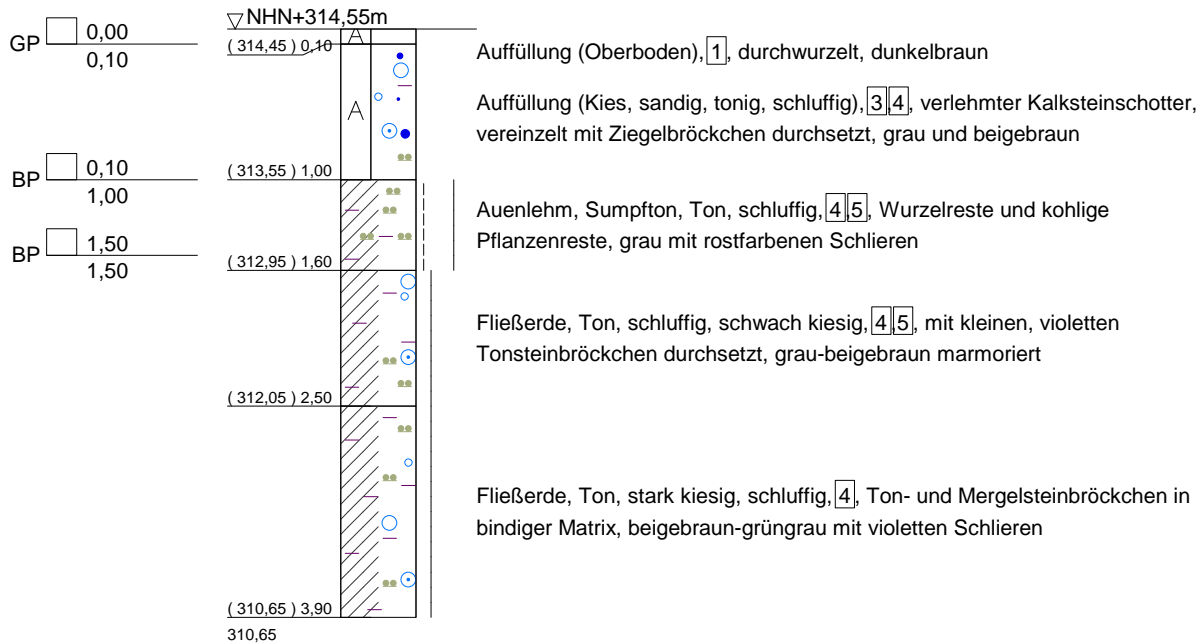 NHN+314,55m
GP 0,00
0,10
( 314,45 ) 0,10
A
Auffüllung (Oberboden), 1, durchwurzelt, dunkelbraun
A
Auffüllung (Kies, sandig, tonig, schluffig), 3 4, verlehmter Kalksteinschotter,
vereinzelt mit Ziegelbröckchen durchsetzt, grau und beigebraun
BP 0,10
1,00
( 313,55 ) 1,00
Auenlehm, Sumpfton, Ton, schluffig, 4 5, Wurzelreste und kohlige
Pflanzenreste, grau mit rostfarbenen Schlieren
BP 1,50
1,50
( 312,95 ) 1,60
Fließerde, Ton, schluffig, schwach kiesig, 4 5, mit kleinen, violetten
Tonsteinbröckchen durchsetzt, grau-beigebraun marmoriert
( 312,05 ) 2,50
Fließerde, Ton, stark kiesig, schluffig, 4, Ton- und Mergelsteinbröckchen in
bindiger Matrix, beigebraun-grüngrau mit violetten Schlieren
( 310,65 ) 3,90
310,65